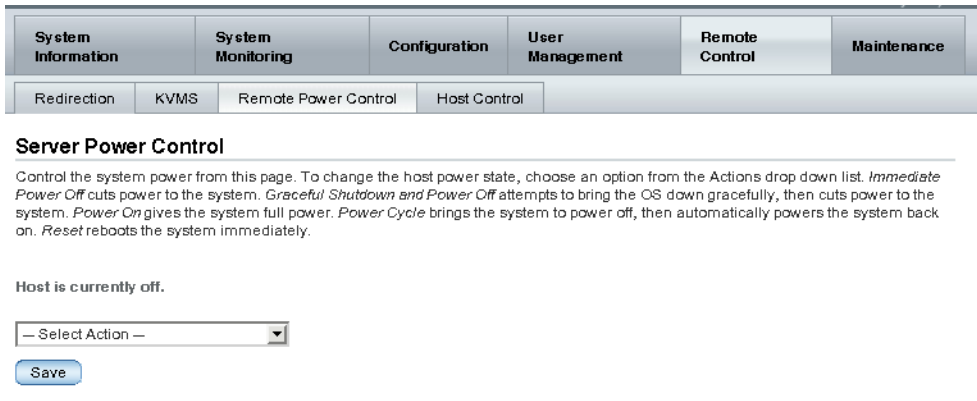 System Information
System Monitoring
Configuration
User Management
Remote Control
Maintenance
Redirection
KVMS
Remote Power Control
Host Control
Server Power Control
Control the system power from this page. To change the host power state, choose an option from the Actions drop down list. Immediate
Power Off cuts power to the system. Graceful Shutdown and Power Off attempts to bring the OS down gracefully, then cuts power to the
system. Power On gives the system full power. Power Cycle brings the system to power off, then automatically powers the system back
on. Reset reboots the system immediately.
Host is currently off.
— Select Action —
Save